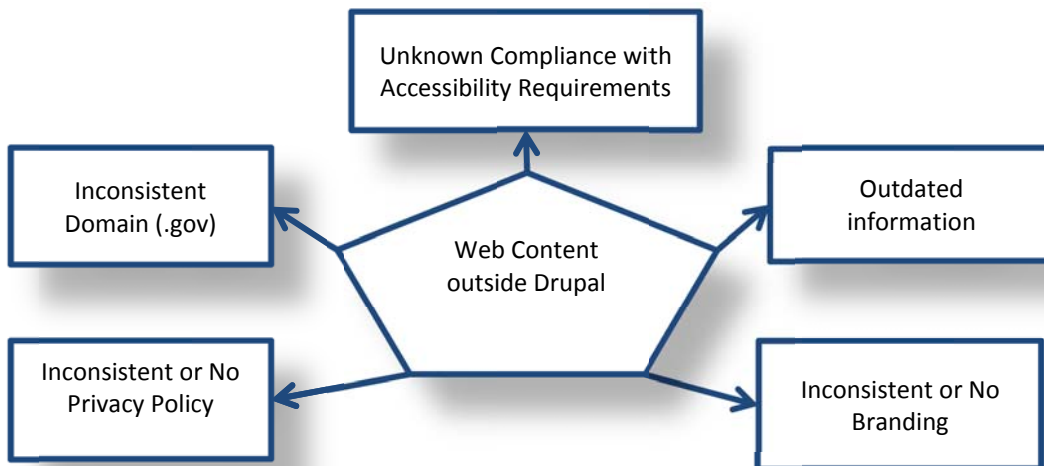 Unknown Compliance with
Accessibility Requirements
Inconsistent
Domain (.gov)
Outdated
information
Web Content
outside Drupal
Inconsistent or No
Privacy Policy
Inconsistent or No
Branding